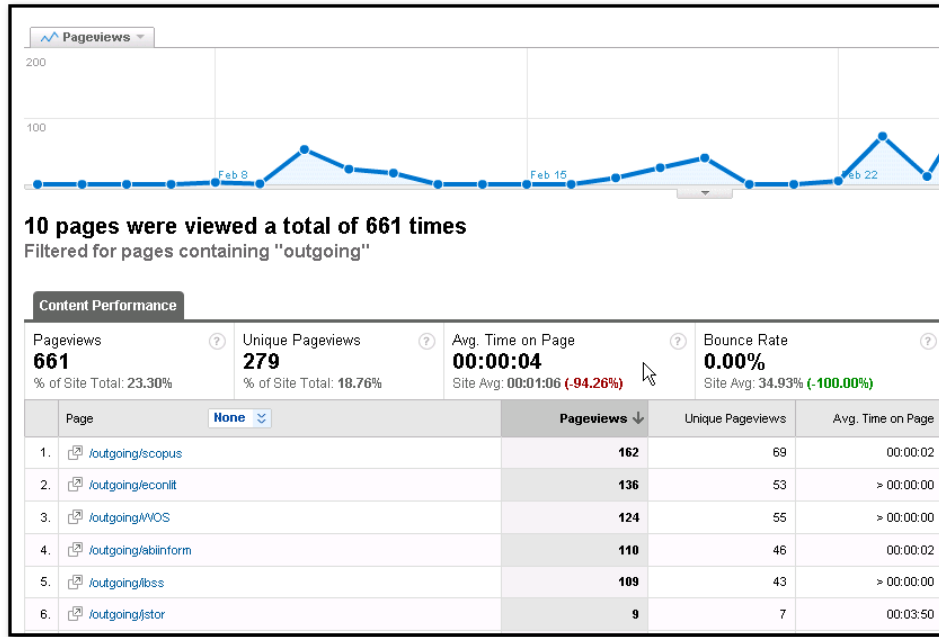 Pageviews
200
100
Feb 8
Feb 15
Feb 22
10 pages were viewed a total of 661 times
Filtered for pages containing "outgoing"
Content Performance
Pageviews ? Unique Pageviews ? Avg. Time on Page ? Bounce Rate ?
661 279 00:00:04 0.00%
% of Site Total: 23.30% % of Site Total: 18.76% Site Avg: 00:01:06 (-94.26%) Site Avg: 34.93% (-100.00%)
Page None Pageviews Unique Pageviews Avg. Time on Page
1. /outgoing/scopus 162 69 00:00:02
2. /outgoing/econlit 136 53 > 00:00:00
3. /outgoing/WOS 124 55 > 00:00:00
4. /outgoing/abiinform 110 46 00:00:02
5. /outgoing/ibss 109 43 > 00:00:00
6. /outgoing/jstor 9 7 00:03:50